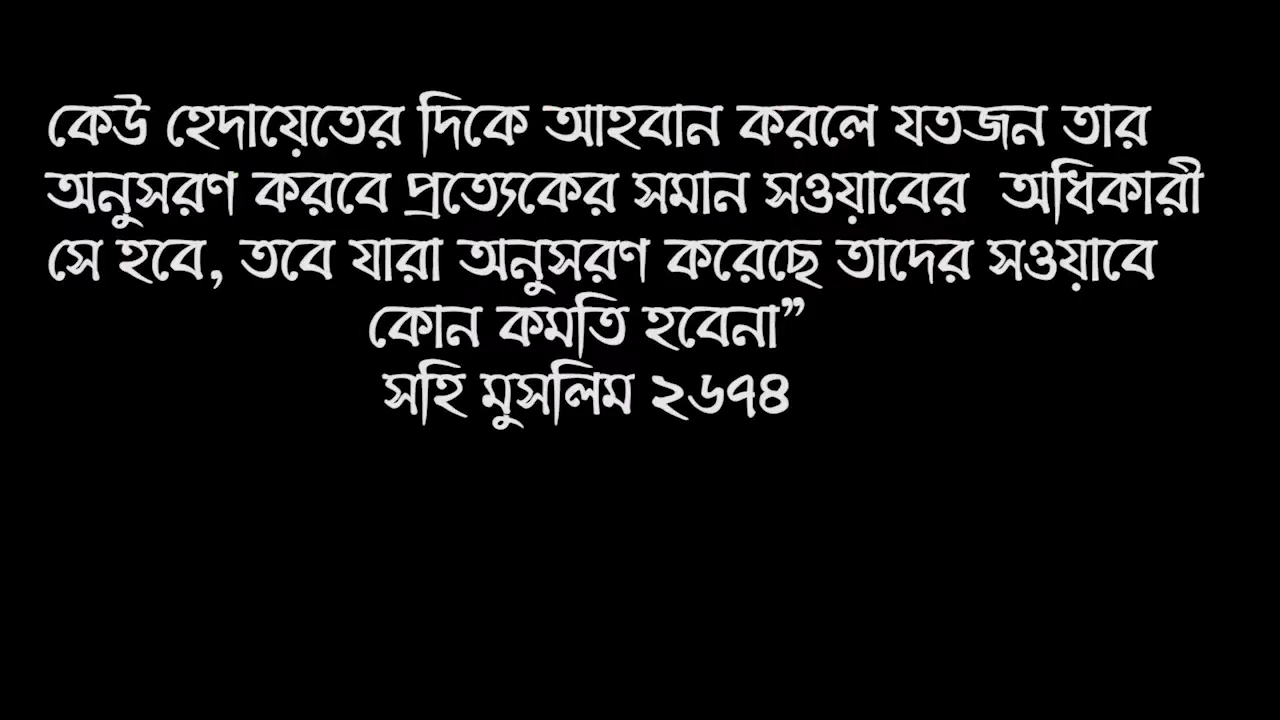 কেউ হেদায়েতের দিকে আহবান করলে যতজন তার
অনুসরণ করবে প্রত্যেকের সমান সওয়াবের অধিকারী
সে হবে, তবে যারা অনুসরণ করেছে তাদের সওয়াবে
কোন কমতি হবেনা”
সহি মুসলিম ২৬৭৪